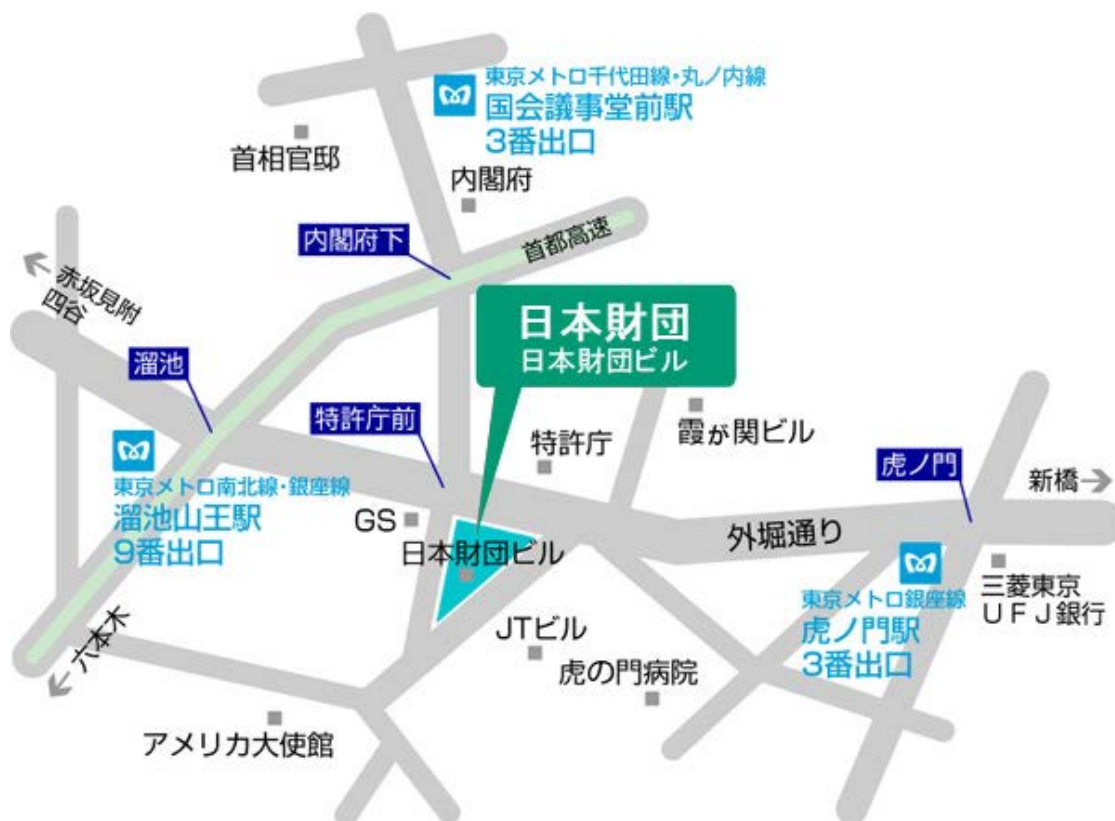 東京メトロ千代田線・丸ノ内線
国会議事堂前駅
3番出口
首相官邸
内閣府
内閣府下
首都高速
赤坂見附
四谷
日本財団
日本財団ビル
溜池
特許庁前
特許庁
霞が関ビル
虎ノ門
新橋
東京メトロ南北線・銀座線
溜池山王駅
9番出口
GS
日本財団ビル
外堀通り
三菱東京
UFJ銀行
東京メトロ銀座線
虎ノ門駅
3番出口
六本木
JTビル
虎の門病院
アメリカ大使館